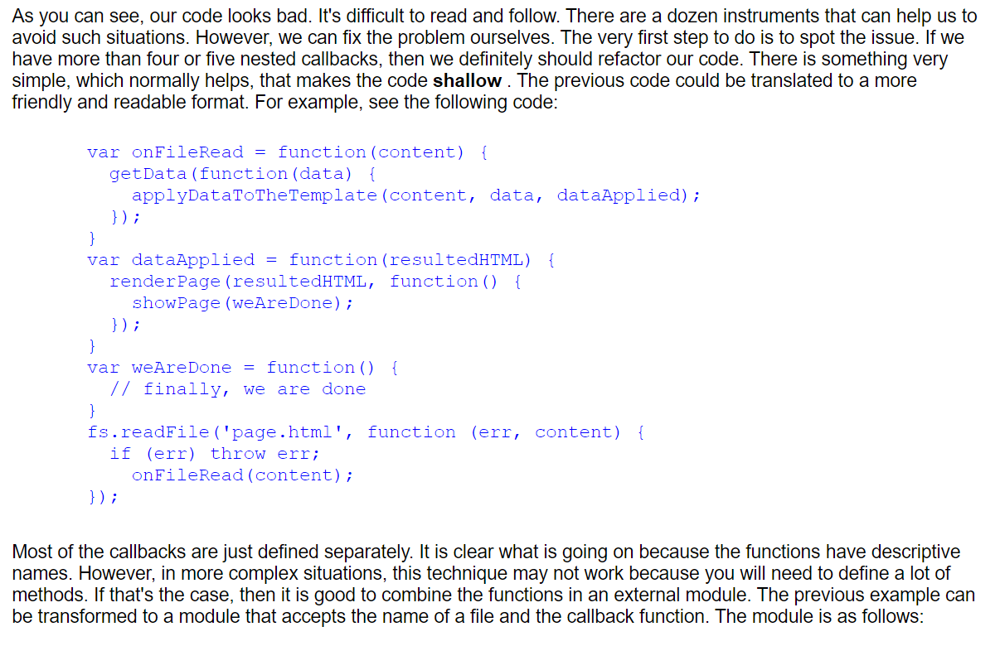 As you can see, our code looks bad. It's difficult to read and follow. There are a dozen instruments that can help us to
avoid such situations. However, we can fix the problem ourselves. The very first step to do is to spot the issue. If we
have more than four or five nested callbacks, then we definitely should refactor our code. There is something very
simple, which normally helps, that makes the code shallow . The previous code could be translated to a more
friendly and readable format. For example, see the following code:
var onFileRead = function(content) {
  getData(function(data) {
    applyDataToTheTemplate(content, data, dataApplied);
  });
}
var dataApplied = function(resultedHTML) {
  renderPage(resultedHTML, function() {
    showPage(weAreDone);
  });
}
var weAreDone = function() {
  // finally, we are done
}
fs.readFile('page.html', function (err, content) {
  if (err) throw err;
    onFileRead(content);
});
Most of the callbacks are just defined separately. It is clear what is going on because the functions have descriptive
names. However, in more complex situations, this technique may not work because you will need to define a lot of
methods. If that's the case, then it is good to combine the functions in an external module. The previous example can
be transformed to a module that accepts the name of a file and the callback function. The module is as follows: